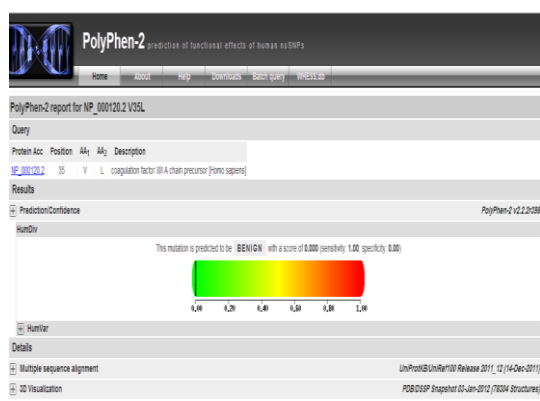 PolyPhen-2 prediction of functional effects of human nsSNPs
Home About Help Downloads Batch query WHESS.db
PolyPhen-2 report for NP_000120.2 V35L
Query
Protein Acc Position AA1 AA2 Description
NP_000120.2 35 V L coagulation factor XIII A chain precursor [Homo sapiens]
Results
+ Prediction/Confidence PolyPhen-2 v2.2.2r398
HumDiv
This mutation is predicted to be BENIGN with a score of 0.000 (sensitivity: 1.00; specificity: 0.00)
0,00 0,20 0,40 0,60 0,80 1,00
+ HumVar
Details
+ Multiple sequence alignment UniProtKB/UniRef100 Release 2011_12 (14-Dec-2011)
+ 3D Visualization PDB/DSSP Snapshot 03-Jan-2012 (78304 Structures)